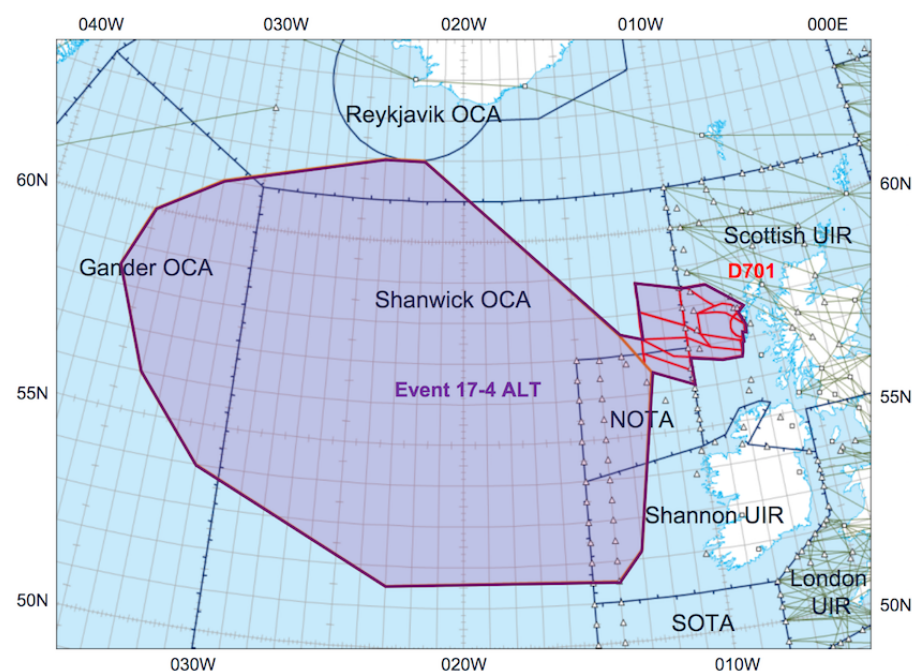 040W
030W
020W
010W
000E
Reykjavik OCA
60N
60N
Scottish UIR
Gander OCA
D701
Shanwick OCA
Event 17-4 ALT
55N
55N
NOTA
Shannon UIR
London
UIR
50N
50N
SOTA
030W
020W
010W